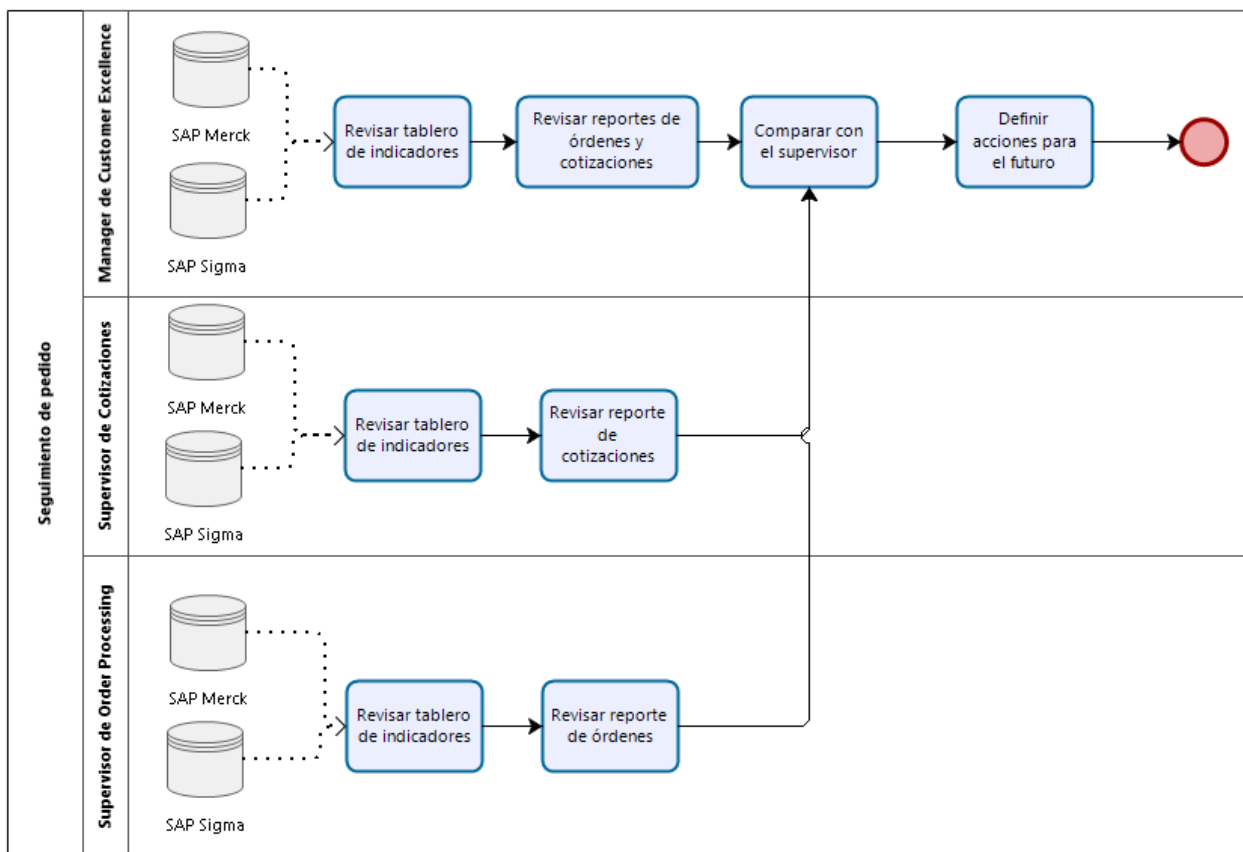 Seguimiento de pedido
Manager de Customer Excellence
SAP Merck
SAP Sigma
Revisar tablero
de indicadores
Revisar reportes de
órdenes y
cotizaciones
Comparar con
el supervisor
Definir
acciones para
el futuro
Supervisor de Cotizaciones
SAP Merck
SAP Sigma
Revisar tablero
de indicadores
Revisar reporte
de
cotizaciones
Supervisor de Order Processing
SAP Merck
SAP Sigma
Revisar tablero
de indicadores
Revisar reporte
de órdenes